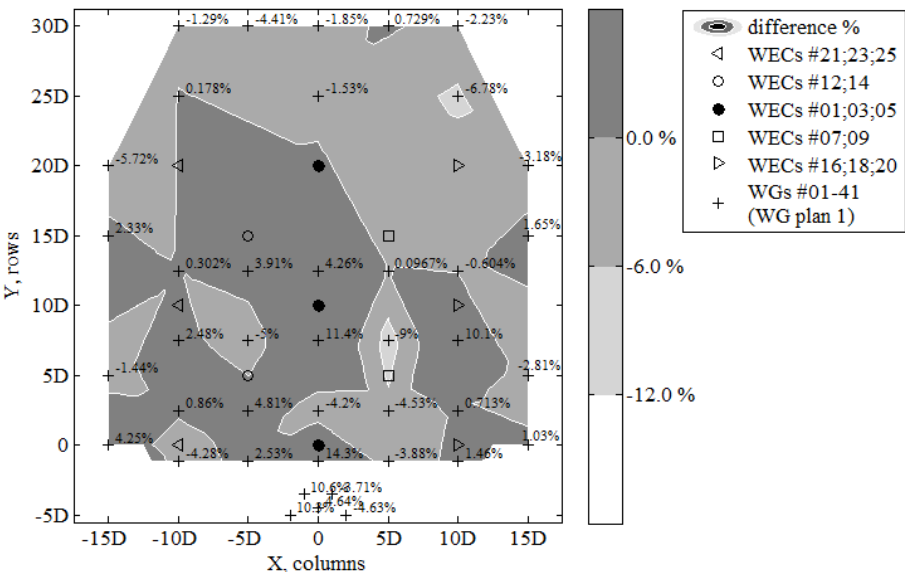 30D
-1.29%
-4.41%
-1.85%
0.729%
-2.23%
25D
0.178%
-1.53%
-6.78%
20D
-5.72%
-3.18%
15D
2.33%
1.65%
0.302%
3.91%
4.26%
0.0967%
-0.604%
10D
2.48%
-5%
11.4%
-9%
10.1%
5D
-1.44%
-2.81%
0.86%
4.81%
-4.2%
-4.53%
0.713%
0
4.25%
1.03%
-4.28%
2.53%
14.3%
-3.88%
1.46%
10.6%
-3.71%
4.64%
-5D
-4.63%
-15D
-10D
-5D
0
5D
10D
15D
X, columns
Y, rows
0.0 %
-6.0 %
-12.0 %
difference %
WECs #21;23;25
WECs #12;14
WECs #01;03;05
WECs #07;09
WECs #16;18;20
WGs #01-41
(WG plan 1)